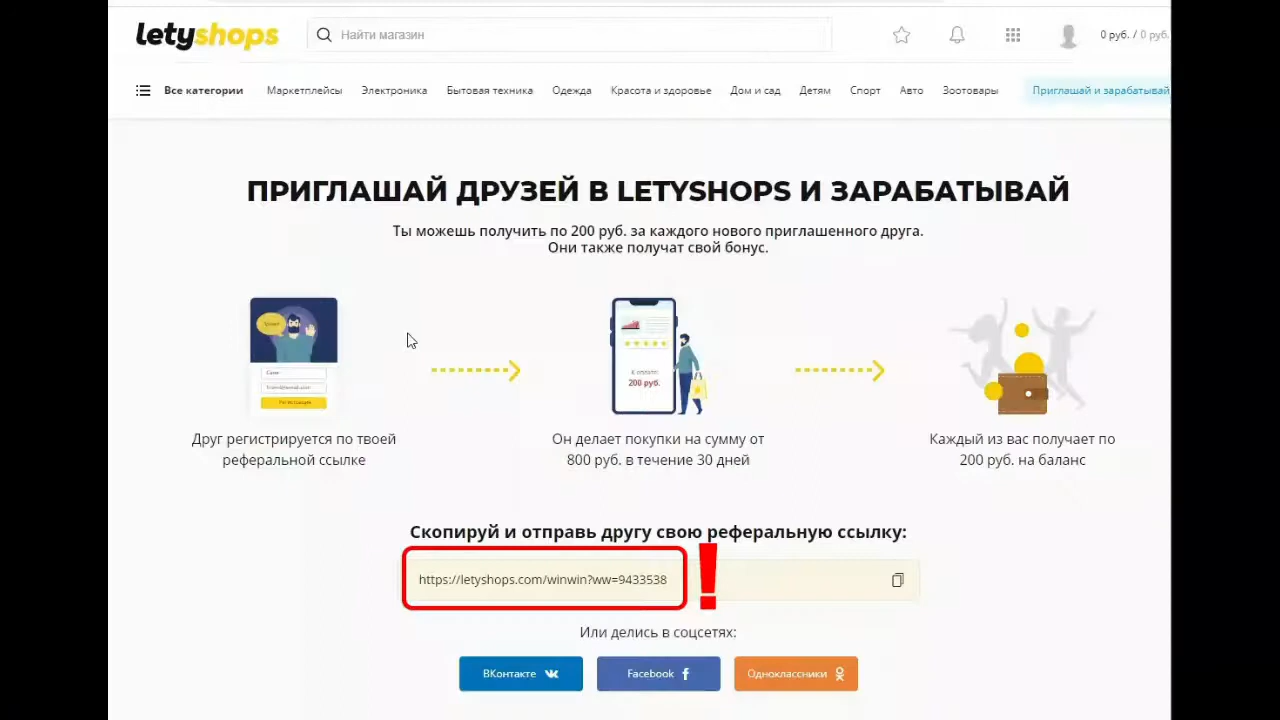 letyshops
Найти магазин
0 руб. / 0 руб.
Все категории
Маркетплейсы
Электроника
Бытовая техника
Одежда
Красота и здоровье
Дом и сад
Детям
Спорт
Авто
Зоотовары
Приглашай и зарабатывай
ПРИГЛАШАЙ ДРУЗЕЙ В LETYSHOPS И ЗАРАБАТЫВАЙ
Ты можешь получить по 200 руб. за каждого нового приглашенного друга.
Они также получат свой бонус.
200 руб.
Друг регистрируется по твоей
реферальной ссылке
Он делает покупки на сумму от
800 руб. в течение 30 дней
Каждый из вас получает по
200 руб. на баланс
Скопируй и отправь другу свою реферальную ссылку:
https://letyshops.com/winwin?ww=9433538
!
Или делись в соцсетях:
ВКонтакте
Facebook
Одноклассники